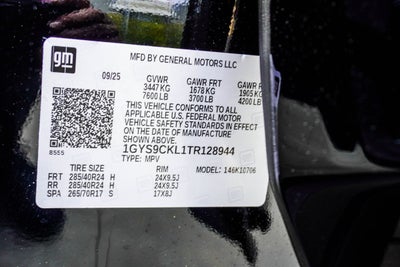 gm
MFD BY GENERAL MOTORS LLC
09/25 GVWR GAWR FRT GAWR R
3447 KG 1678 KG 1905 KG
7600 LB 3700 LB 4200 LB
THIS VEHICLE CONFORMS TO ALL
APPLICABLE U.S. FEDERAL MOTOR
VEHICLE SAFETY STANDARDS IN EFFECT
ON THE DATE OF MANUFACTURE
SHOWN ABOVE.
8555
1GYS9CKL1TR128944
TYPE: MPV MODEL: 146K10706
TIRE SIZE RIM
FRT 285/40R24 H 24X9.5J
RR 285/40R24 H 24X9.5J
SPA 265/70R17 S 17X8J